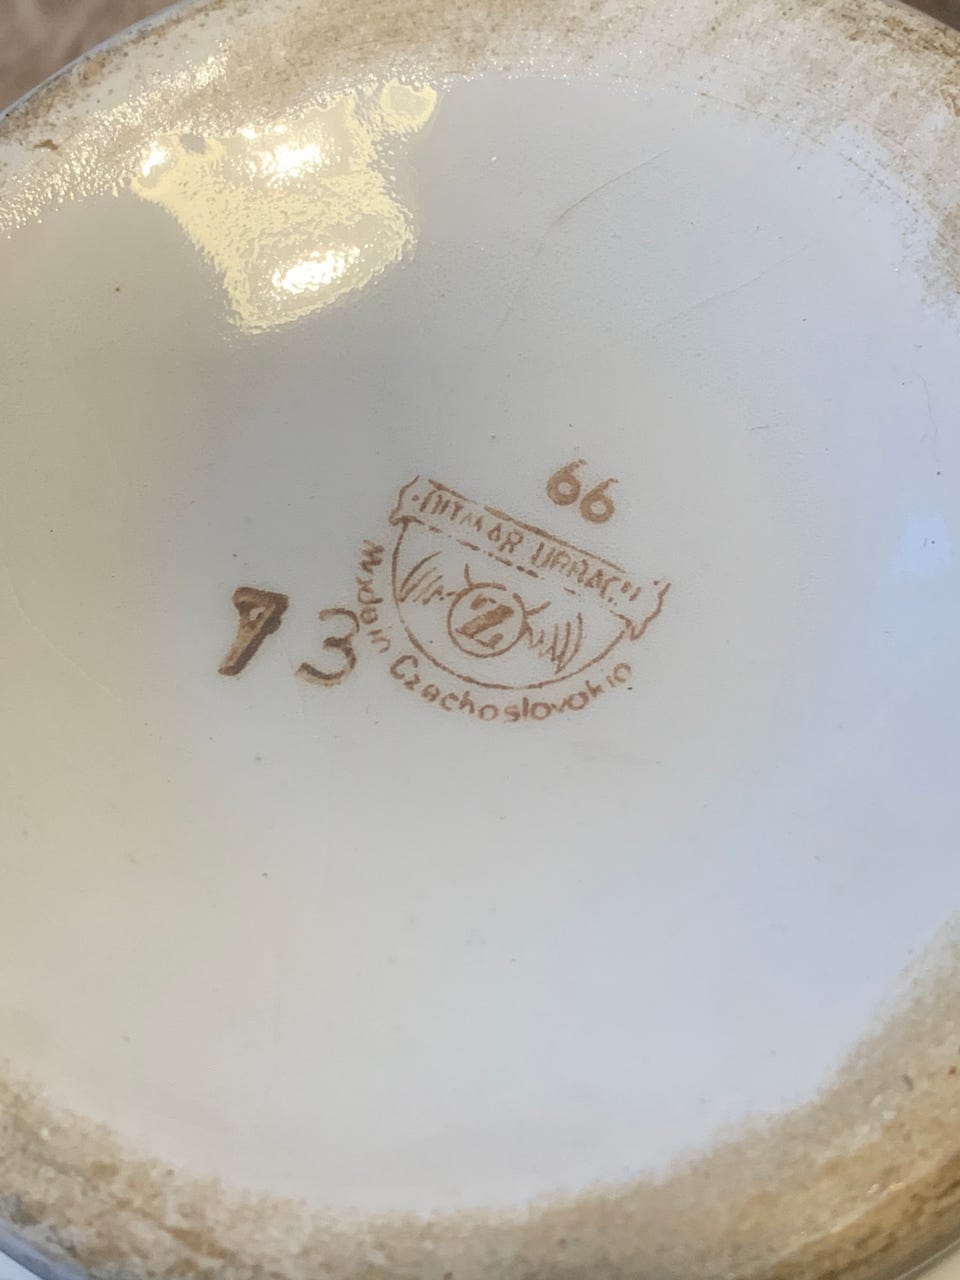 66
DITMAR URBACH
Z
Made in Czechoslovakia
73